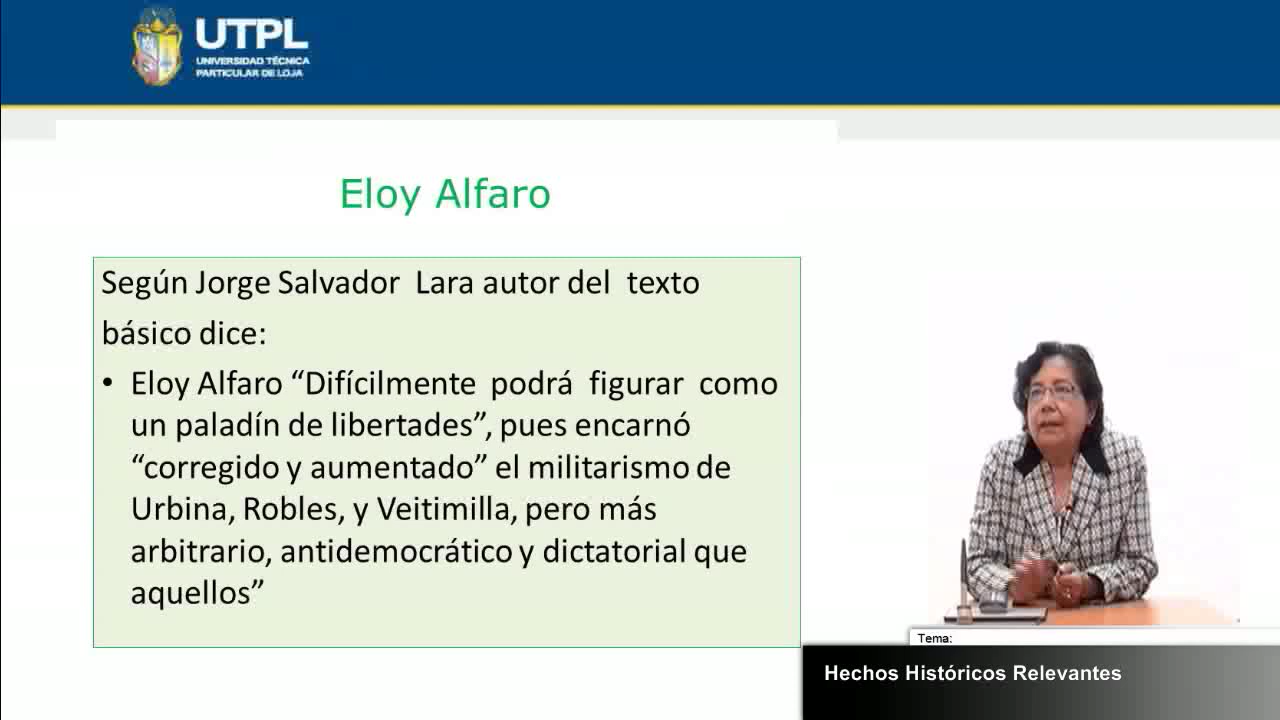 UTPL
UNIVERSIDAD TÉCNICA
PARTICULAR DE LOJA
Eloy Alfaro
Según Jorge Salvador Lara autor del texto
básico dice:
• Eloy Alfaro “Difícilmente podrá figurar como
un paladín de libertades”, pues encarnó
“corregido y aumentado” el militarismo de
Urbina, Robles, y Veitimilla, pero más
arbitrario, antidemocrático y dictatorial que
aquellos”
Tema:
Hechos Históricos Relevantes